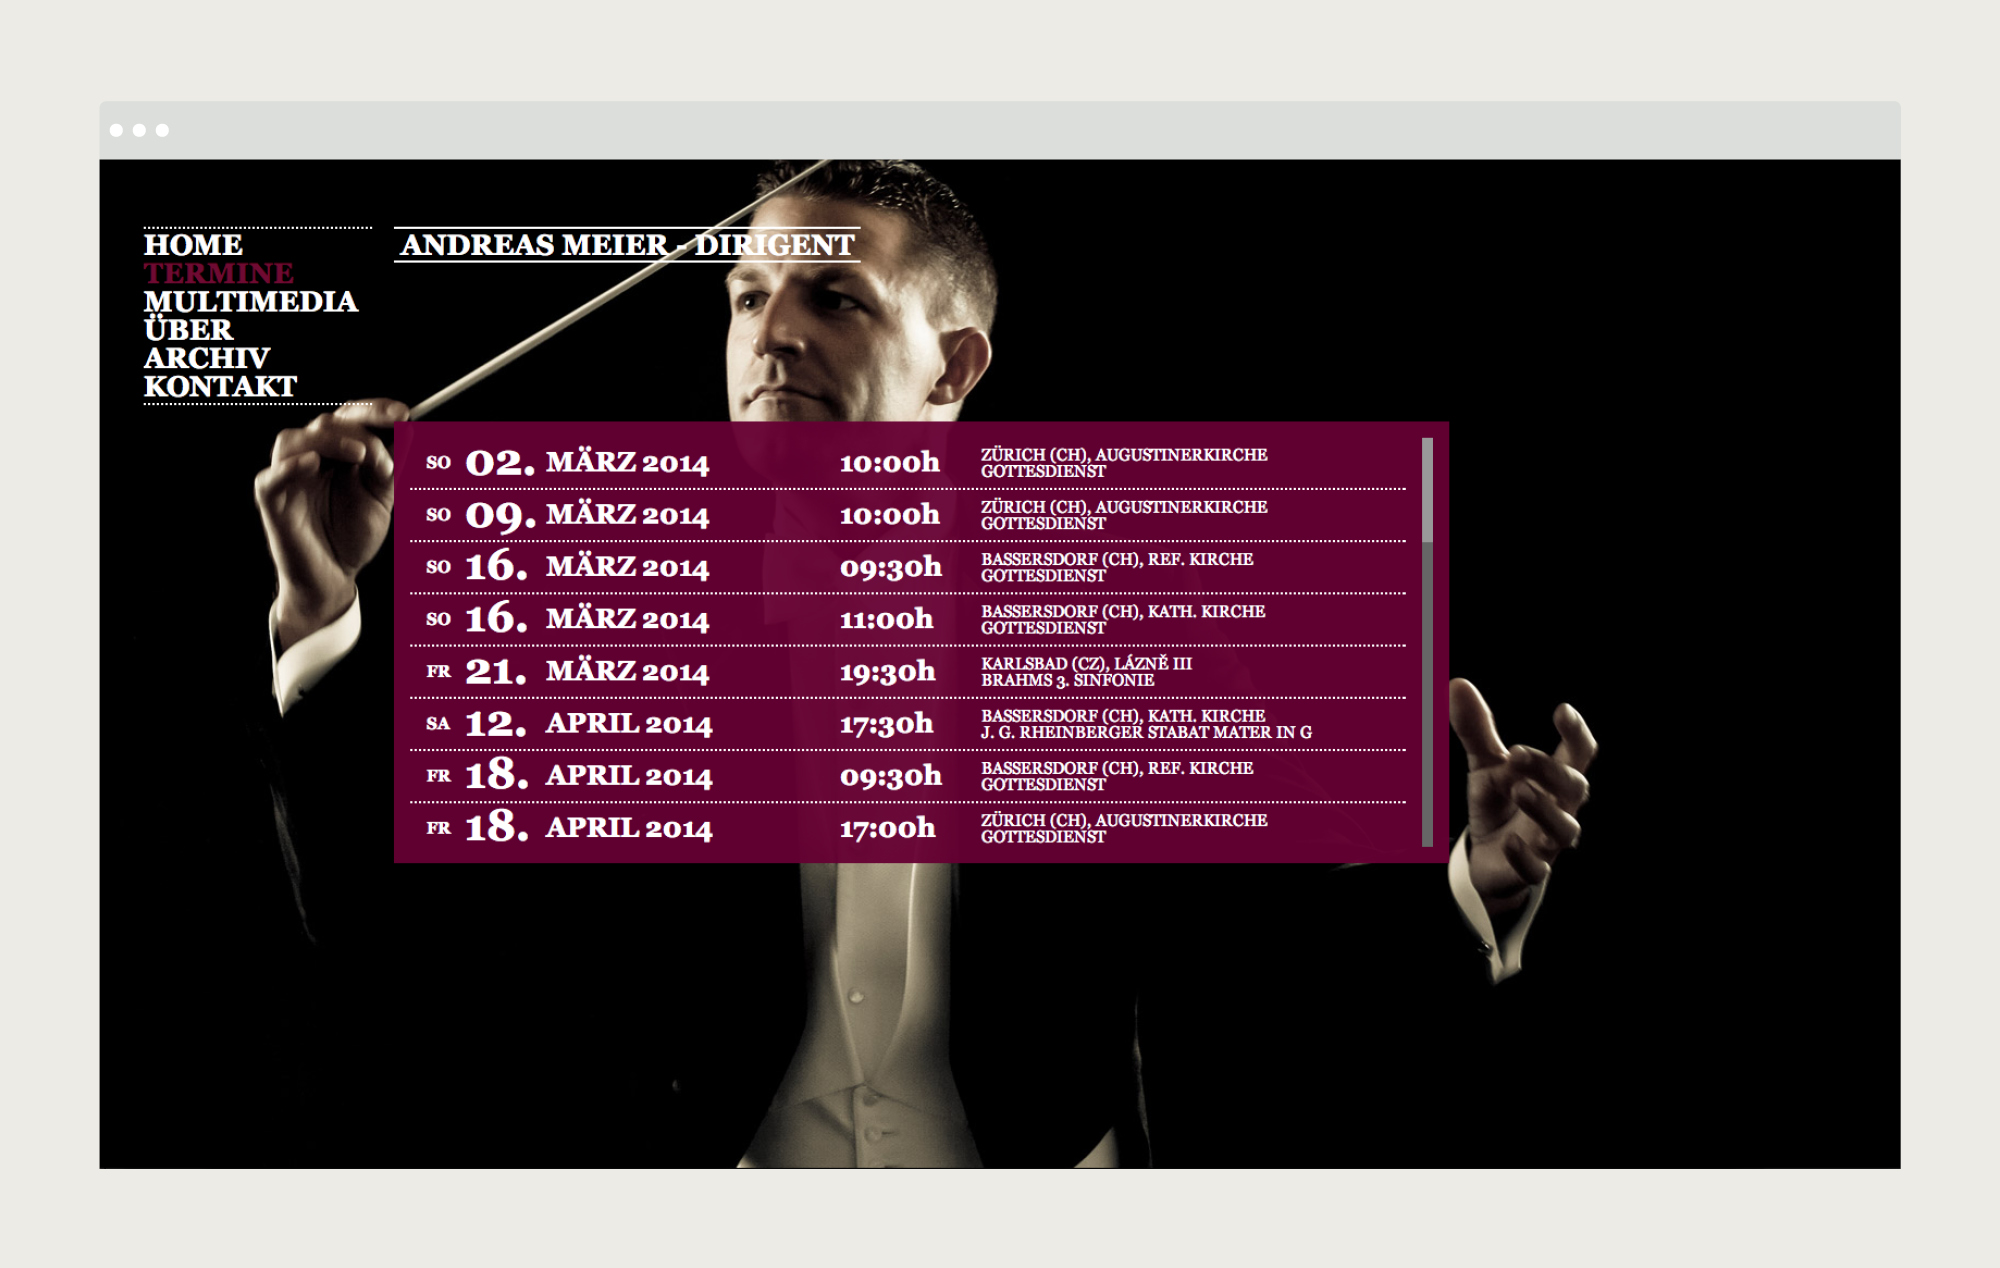 HOME
TERMINE
MULTIMEDIA
ÜBER
ARCHIV
KONTAKT
ANDREAS MEIER - DIRIGENT
SO 02. MÄRZ 2014 10:00h ZÜRICH (CH), AUGUSTINERKIRCHE
GOTTESDIENST
SO 09. MÄRZ 2014 10:00h ZÜRICH (CH), AUGUSTINERKIRCHE
GOTTESDIENST
SO 16. MÄRZ 2014 09:30h BASSERSDORF (CH), REF. KIRCHE
GOTTESDIENST
SO 16. MÄRZ 2014 11:00h BASSERSDORF (CH), KATH. KIRCHE
GOTTESDIENST
FR 21. MÄRZ 2014 19:30h KARLSBAD (CZ), LÁZNĚ III
BRAHMS 3. SINFONIE
SA 12. APRIL 2014 17:30h BASSERSDORF (CH), KATH. KIRCHE
J. G. RHEINBERGER STABAT MATER IN G
FR 18. APRIL 2014 09:30h BASSERSDORF (CH), REF. KIRCHE
GOTTESDIENST
FR 18. APRIL 2014 17:00h ZÜRICH (CH), AUGUSTINERKIRCHE
GOTTESDIENST